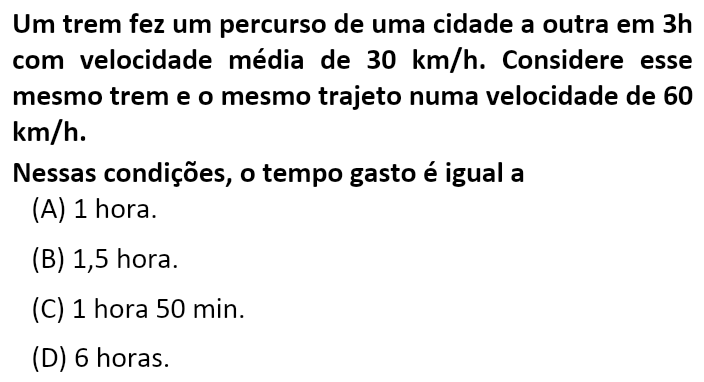 Um trem fez um percurso de uma cidade a outra em 3h
com velocidade média de 30 km/h. Considere esse
mesmo trem e o mesmo trajeto numa velocidade de 60
km/h.
Nessas condições, o tempo gasto é igual a
(A) 1 hora.
(B) 1,5 hora.
(C) 1 hora 50 min.
(D) 6 horas.